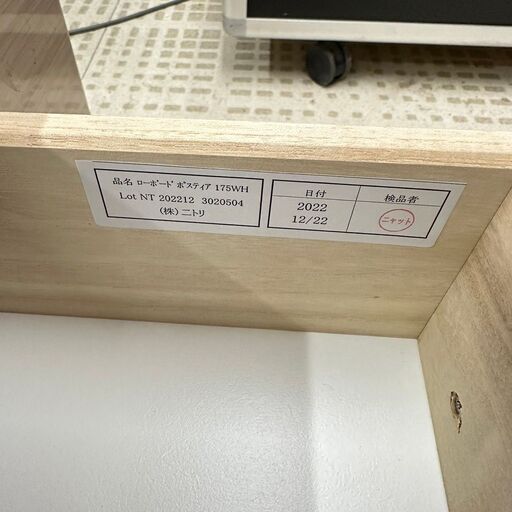 品名 ローボード ポスティア 175WH
Lot NT 202212 3020504
(株)ニトリ
日付
検品者
2022
12/22
ニャット